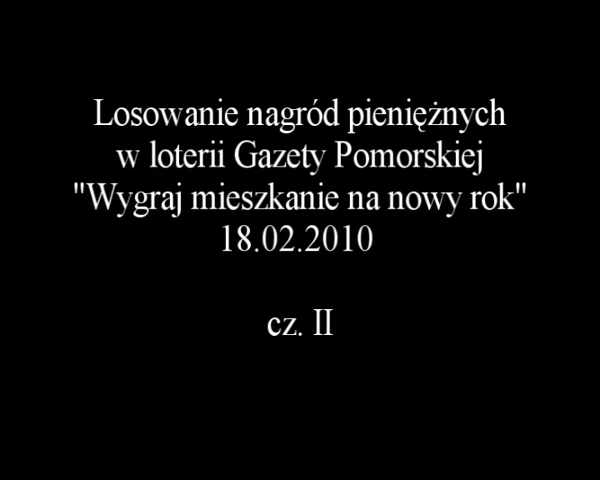 Losowanie nagród pieniężnych
w loterii Gazety Pomorskiej
"Wygraj mieszkanie na nowy rok"
18.02.2010
cz. II